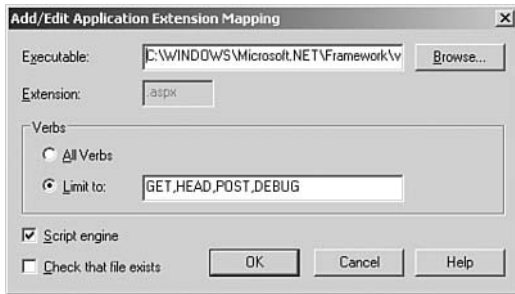 Add/Edit Application Extension Mapping
Executable: C:\WINDOWS\Microsoft.NET\Framework\v Browse...
Extension: .aspx
Verbs
All Verbs
Limit to: GET,HEAD,POST,DEBUG
Script engine
Check that file exists OK Cancel Help